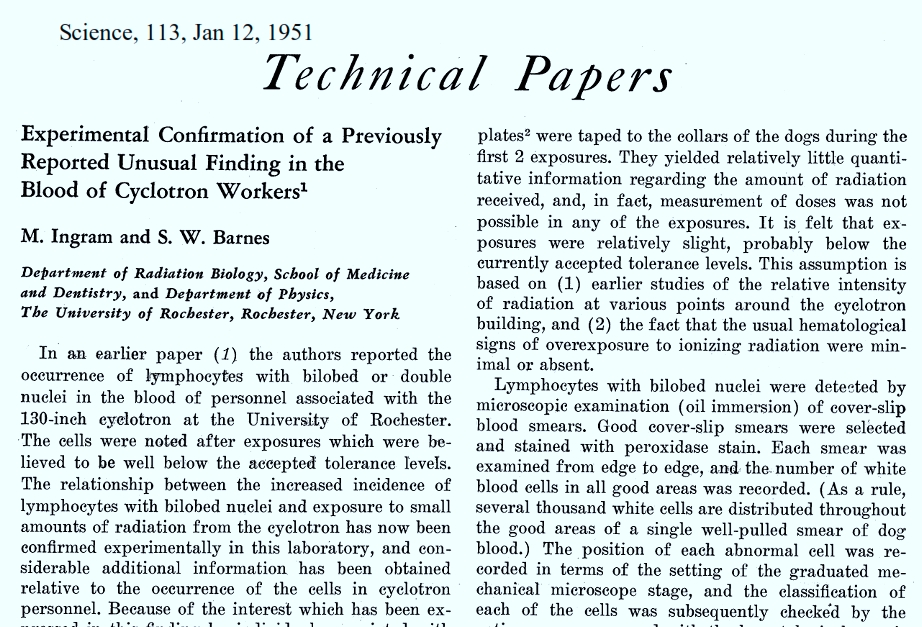 Science, 113, Jan 12, 1951
Technical Papers
Experimental Confirmation of a Previously
Reported Unusual Finding in the
Blood of Cyclotron Workers¹
M. Ingram and S. W. Barnes
Department of Radiation Biology, School of Medicine
and Dentistry, and Department of Physics,
The University of Rochester, Rochester, New York
In an earlier paper (1) the authors reported the
occurrence of lymphocytes with bilobed or double
nuclei in the blood of personnel associated with the
130-inch cyclotron at the University of Rochester.
The cells were noted after exposures which were be-
lieved to be well below the accepted tolerance levels.
The relationship between the increased incidence of
lymphocytes with bilobed nuclei and exposure to small
amounts of radiation from the cyclotron has now been
confirmed experimentally in this laboratory, and con-
siderable additional information has been obtained
relative to the occurrence of the cells in cyclotron
personnel. Because of the interest which has been ex-
plates² were taped to the collars of the dogs during the
first 2 exposures. They yielded relatively little quanti-
tative information regarding the amount of radiation
received, and, in fact, measurement of doses was not
possible in any of the exposures. It is felt that ex-
posures were relatively slight, probably below the
currently accepted tolerance levels. This assumption is
based on (1) earlier studies of the relative intensity
of radiation at various points around the cyclotron
building, and (2) the fact that the usual hematological
signs of overexposure to ionizing radiation were min-
imal or absent.
Lymphocytes with bilobed nuclei were detected by
microscopic examination (oil immersion) of cover-slip
blood smears. Good cover-slip smears were selected
and stained with peroxidase stain. Each smear was
examined from edge to edge, and the number of white
blood cells in all good areas was recorded. (As a rule,
several thousand white cells are distributed throughout
the good areas of a single well-pulled smear of dog
blood.) The position of each abnormal cell was re-
corded in terms of the setting of the graduated me-
chanical microscope stage, and the classification of
each of the cells was subsequently checked by the